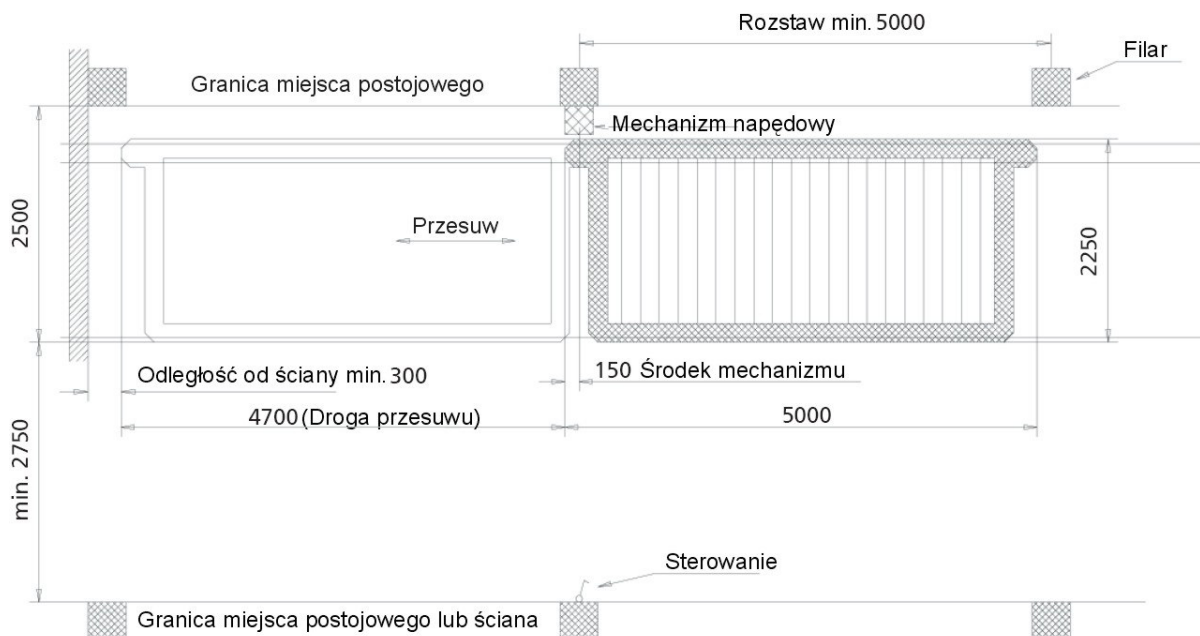 Rozstaw min. 5000
Filar
Granica miejsca postojowego
Mechanizm napędowy
2500
Przesuw
2250
Odległość od ściany min. 300
150 Środek mechanizmu
4700 (Droga przesuwu)
5000
min. 2750
Sterowanie
Granica miejsca postojowego lub ściana